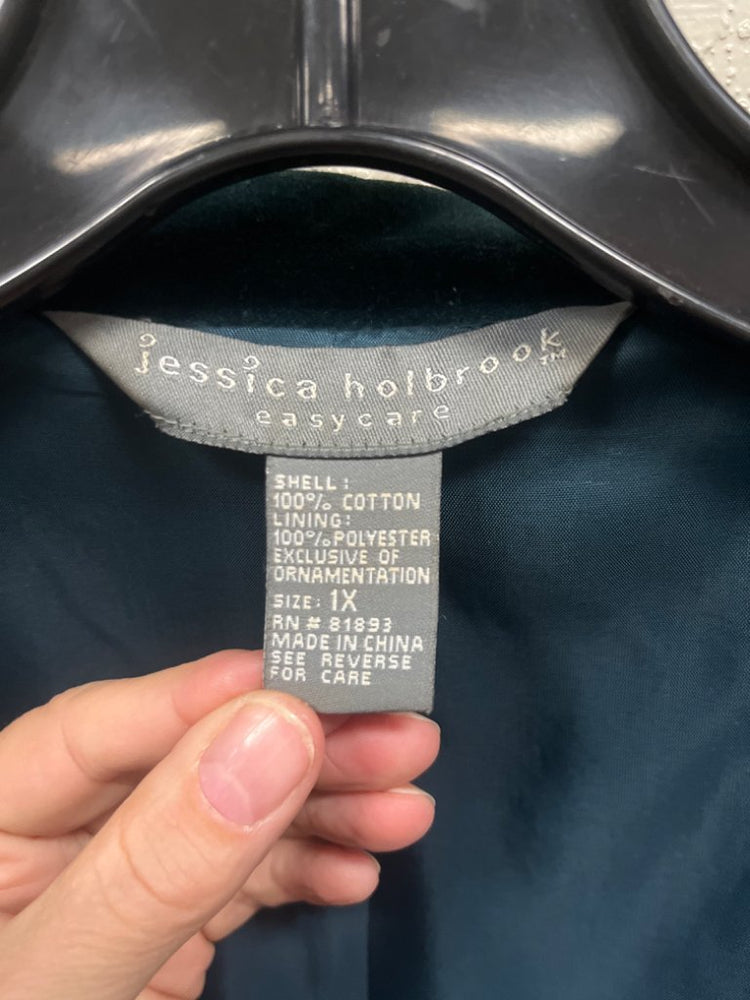 jessica holbrook™
easycare
SHELL:
100% COTTON
LINING:
100% POLYESTER
EXCLUSIVE OF
ORNAMENTATION
SIZE: 1X
RN # 81893
MADE IN CHINA
SEE REVERSE
FOR CARE